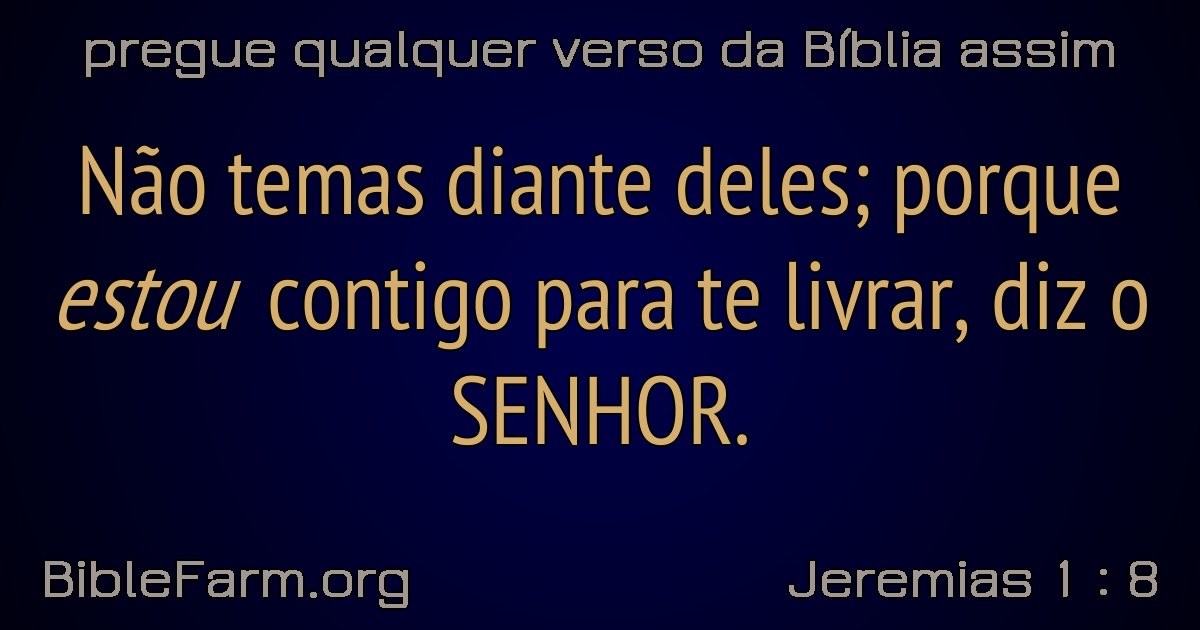 pregue qualquer verso da Bíblia assim
Não temas diante deles; porque
estou contigo para te livrar, diz o
SENHOR.
BibleFarm.org
Jeremias 1 : 8